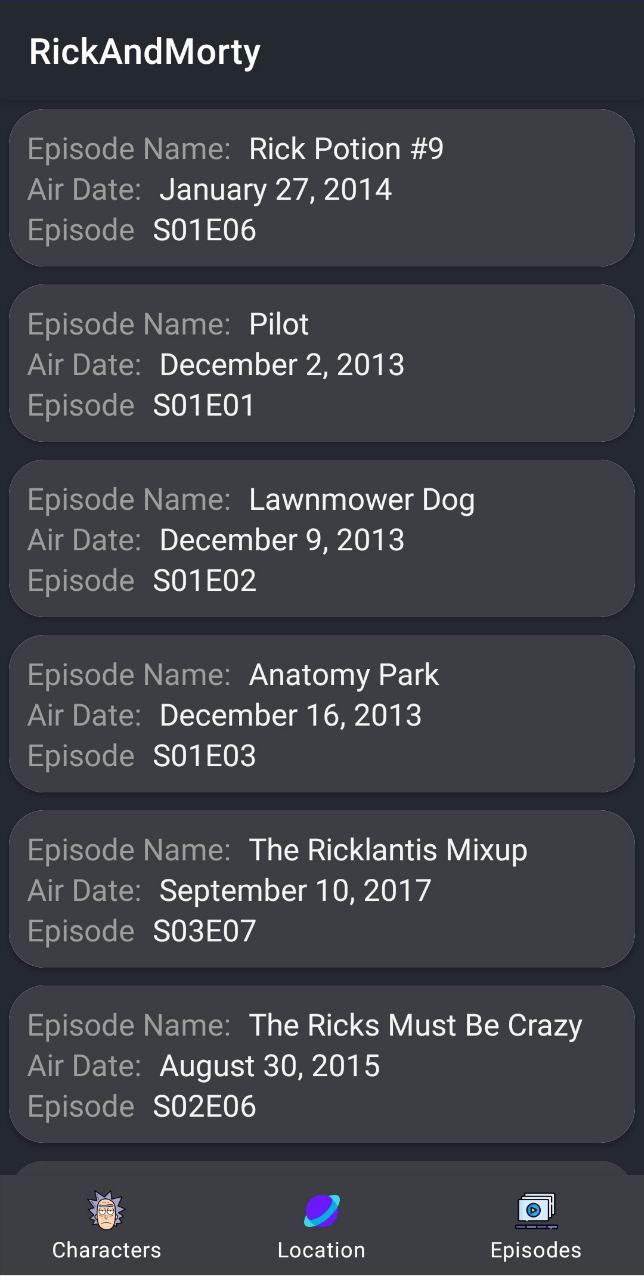 RickAndMorty
Episode Name: Rick Potion #9
Air Date: January 27, 2014
Episode S01E06
Episode Name: Pilot
Air Date: December 2, 2013
Episode S01E01
Episode Name: Lawnmower Dog
Air Date: December 9, 2013
Episode S01E02
Episode Name: Anatomy Park
Air Date: December 16, 2013
Episode S01E03
Episode Name: The Ricklantis Mixup
Air Date: September 10, 2017
Episode S03E07
Episode Name: The Ricks Must Be Crazy
Air Date: August 30, 2015
Episode S02E06
Characters Location Episodes